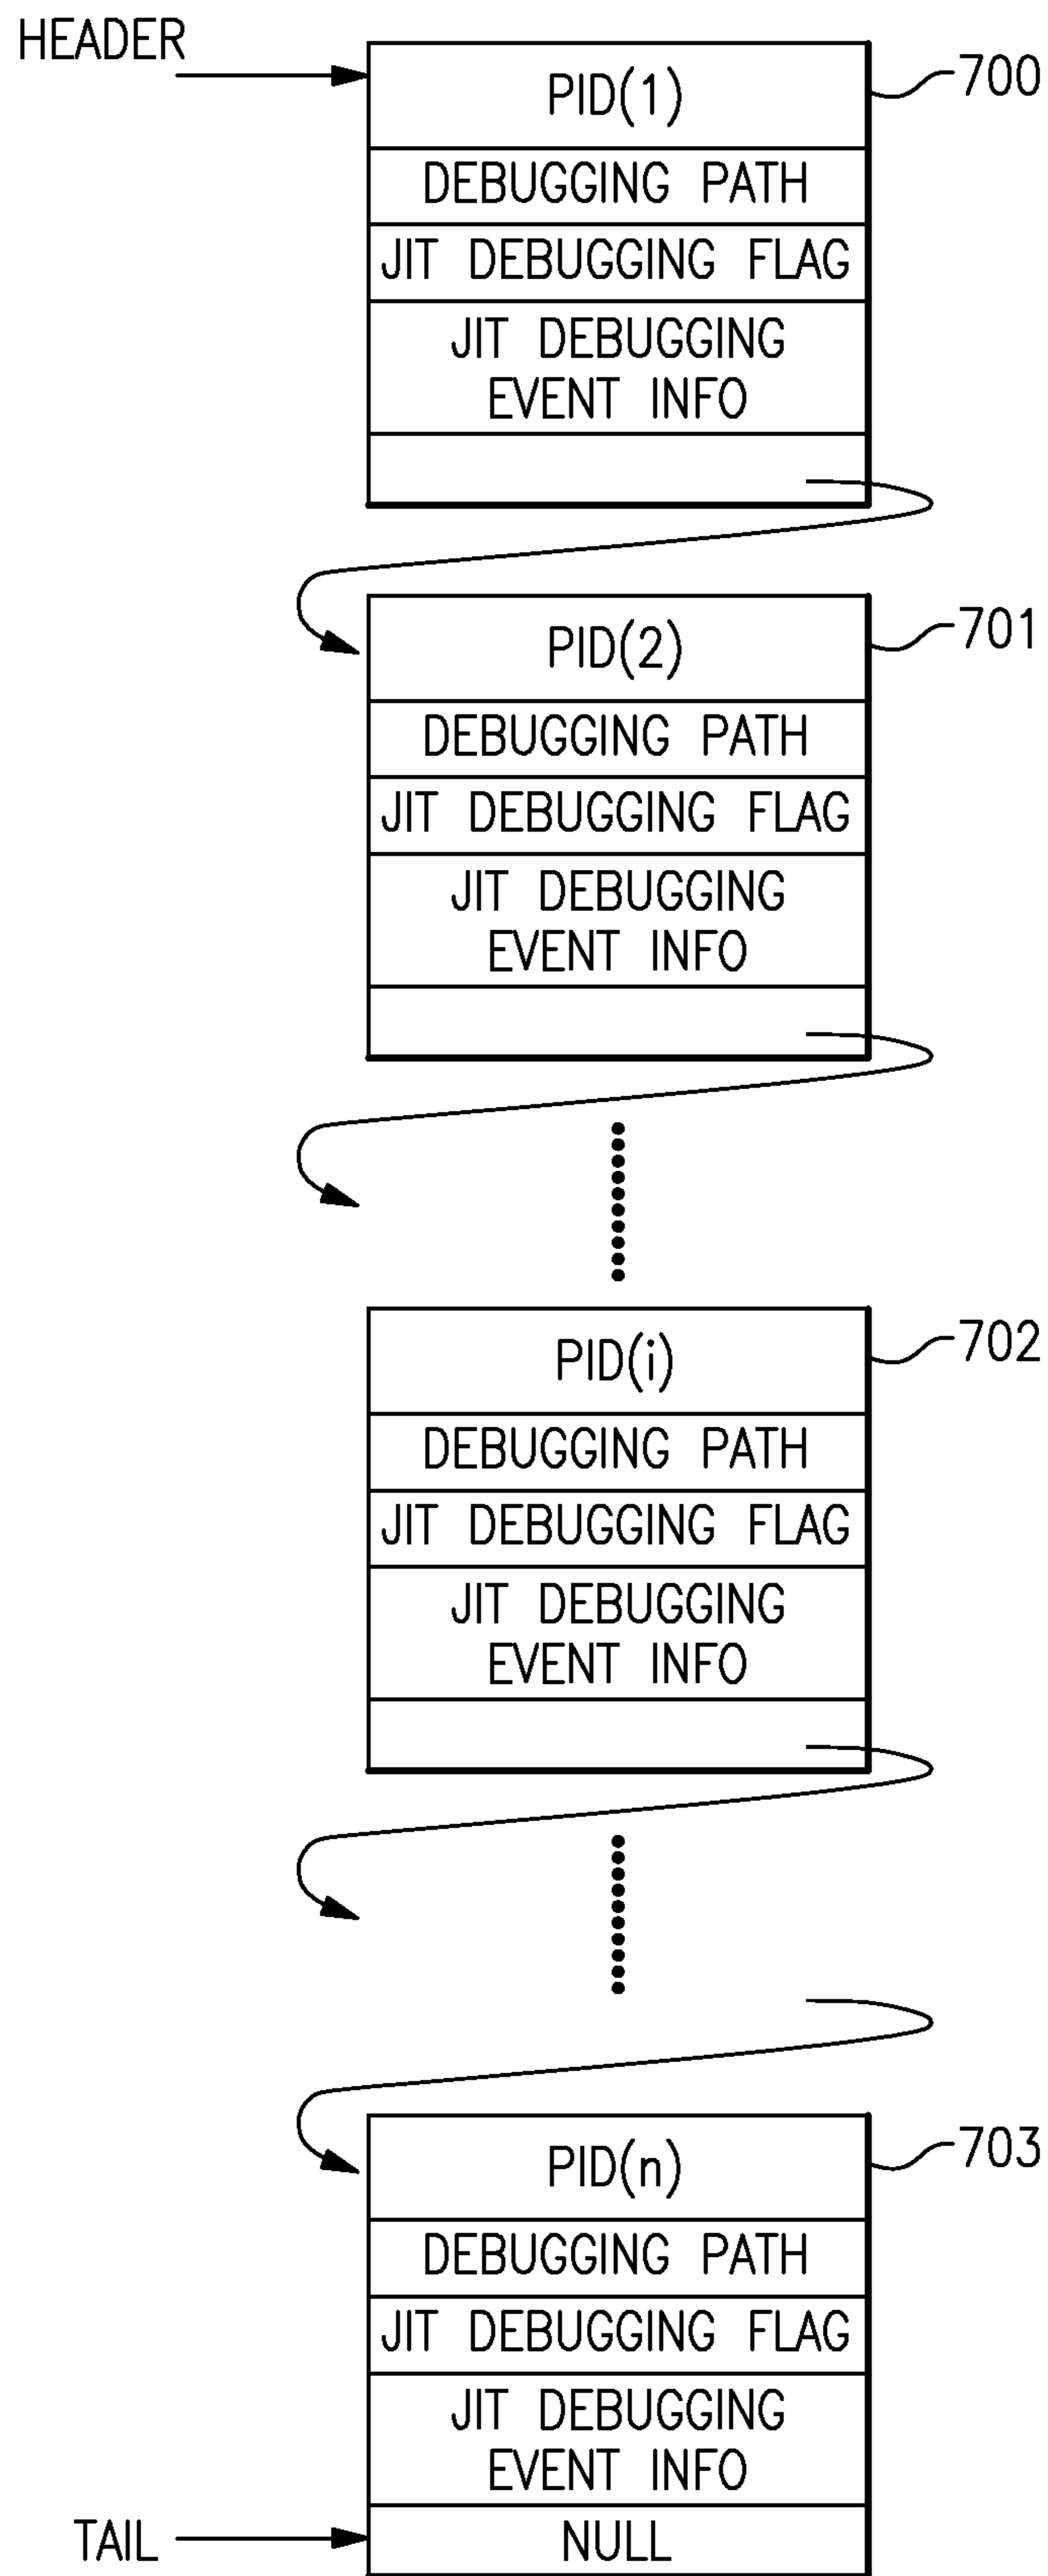 HEADER
PID(1)
700
DEBUGGING PATH
JIT DEBUGGING FLAG
JIT DEBUGGING
EVENT INFO
PID(2)
701
DEBUGGING PATH
JIT DEBUGGING FLAG
JIT DEBUGGING
EVENT INFO
PID(i)
702
DEBUGGING PATH
JIT DEBUGGING FLAG
JIT DEBUGGING
EVENT INFO
PID(n)
703
DEBUGGING PATH
JIT DEBUGGING FLAG
JIT DEBUGGING
EVENT INFO
TAIL
NULL